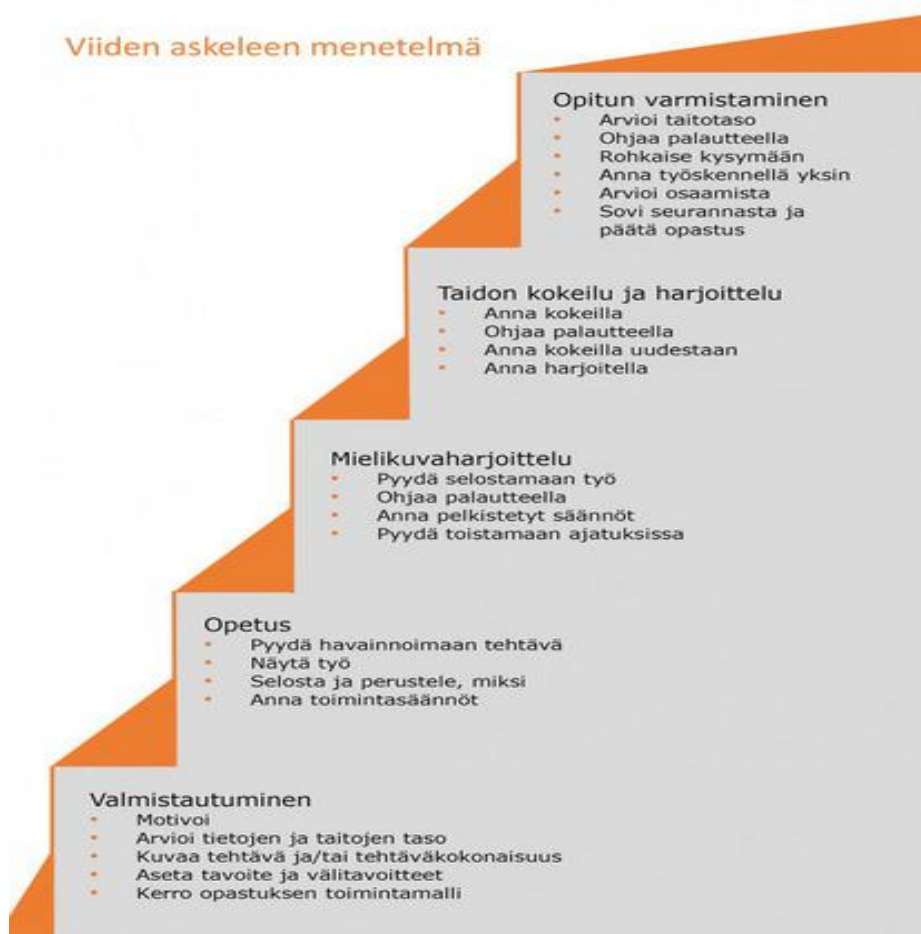 Viiden askeleen menetelmä
Opitun varmistaminen
• Arvioi taitotaso
• Ohjaa palautteella
• Rohkaise kysymään
• Anna työskennellä yksin
• Arvioi osaamista
• Sovi seurannasta ja
päätä opastus
Taidon kokeilu ja harjoittelu
• Anna kokeilla
• Ohjaa palautteella
• Anna kokeilla uudestaan
• Anna harjoitella
Mielikuvaharjoittelu
• Pyydä selostamaan työ
• Ohjaa palautteella
• Anna pelkistetyt säännöt
• Pyydä toistamaan ajatuksissa
Opetus
• Pyydä havainnoimaan tehtävä
• Näytä työ
• Selosta ja perustele, miksi
• Anna toimintasäännöt
Valmistautuminen
• Motivoi
• Arvioi tietojen ja taitojen taso
• Kuvaa tehtävä ja/tai tehtäväkokonaisuus
• Aseta tavoite ja välitavoitteet
• Kerro opastuksen toimintamalli